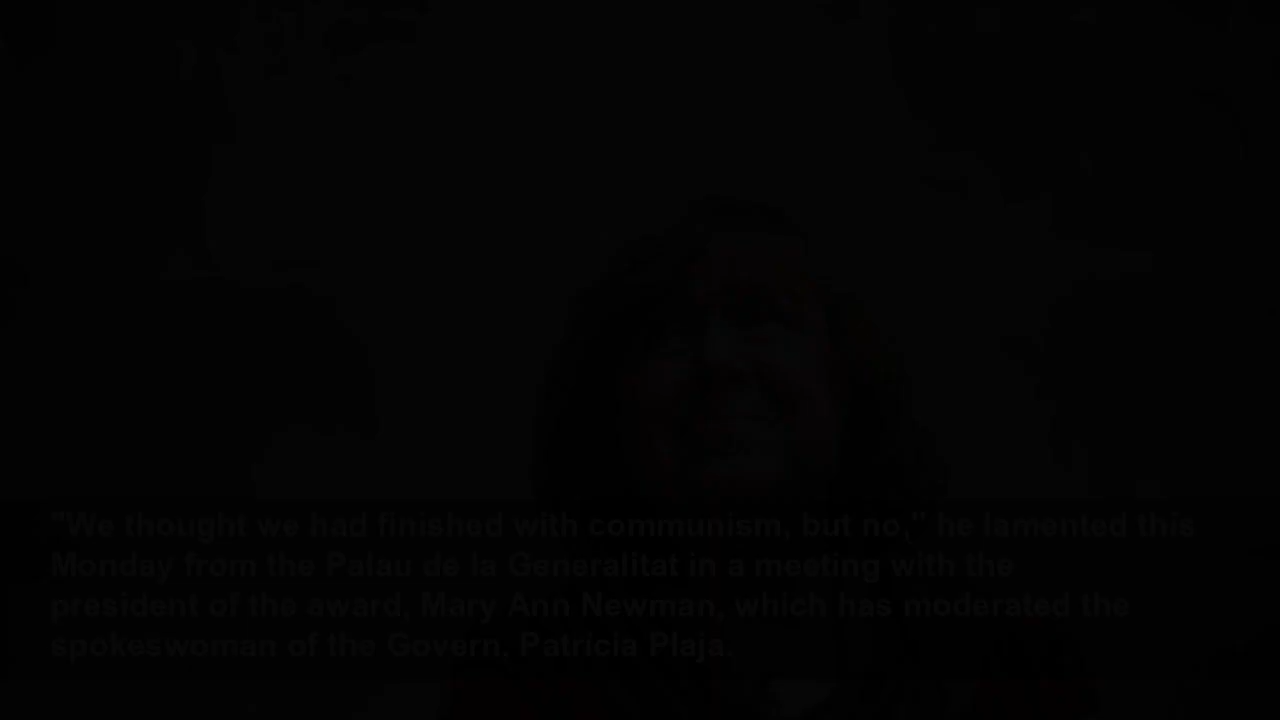 "We thought we had finished with communism, but no," he lamented this
Monday from the Palau de la Generalitat in a meeting with the
president of the award, Mary Ann Newman, which has moderated the
spokeswoman of the Govern, Patricia Plaja.